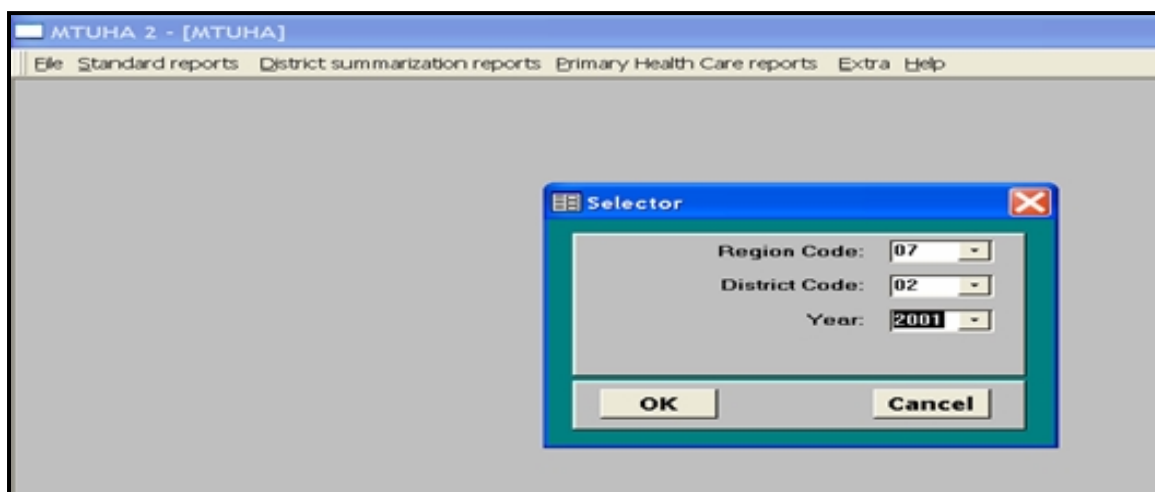 MTUHA 2 - [MTUHA]
File Standard reports District summarization reports Primary Health Care reports Extra Help
Selector
Region Code: 07
District Code: 02
Year: 2001
OK Cancel